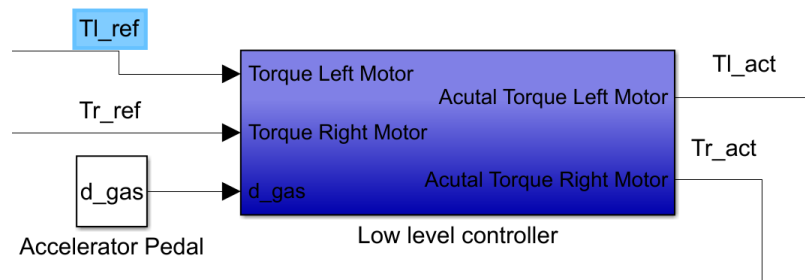 Tl_ref
Torque Left Motor
Tl_act
Acutal Torque Left Motor
Tr_ref
Torque Right Motor
Tr_act
d_gas
d_gas
Acutal Torque Right Motor
Accelerator Pedal
Low level controller